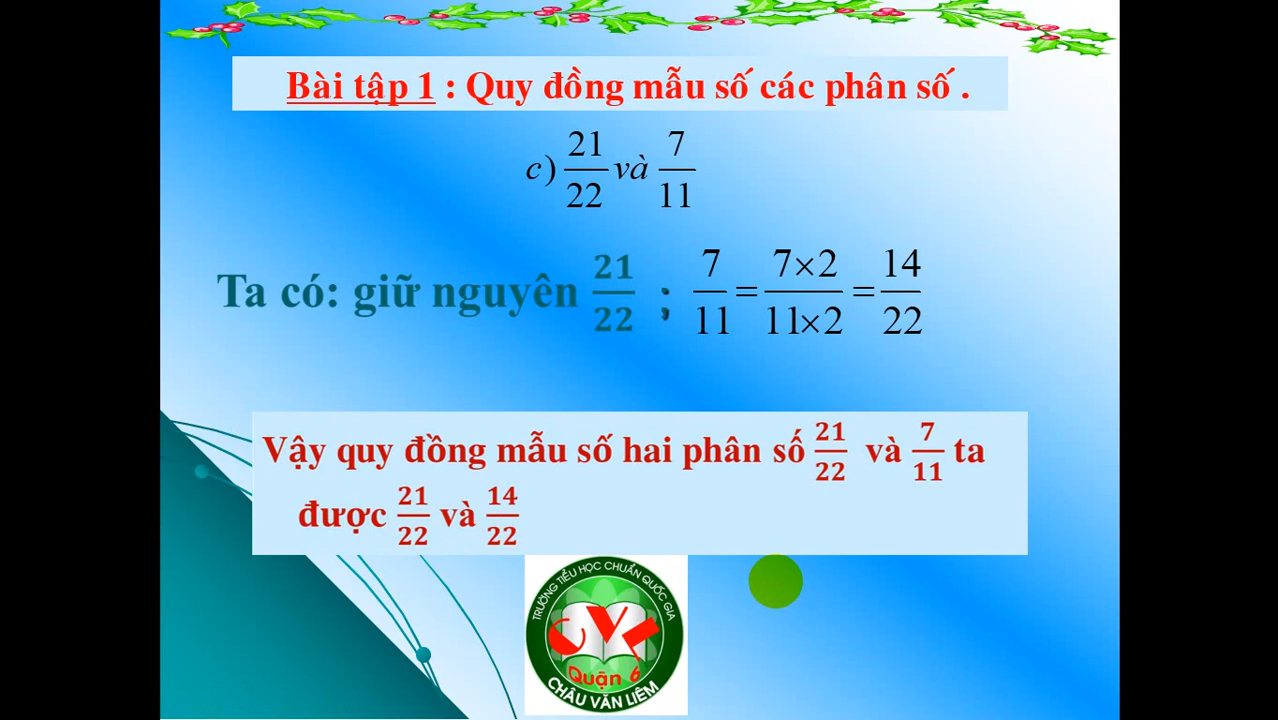 Bài tập 1 : Quy đồng mẫu số các phân số .
c) 21/22 và 7/11
Ta có: giữ nguyên 21/22 ; 7/11 = 7×2/11×2 = 14/22
Vậy quy đồng mẫu số hai phân số 21/22 và 7/11 ta
được 21/22 và 14/22
TRƯỜNG TIỂU HỌC CHUẨN QUỐC GIA
CVL
Quận 6
CHÂU VĂN LIÊM